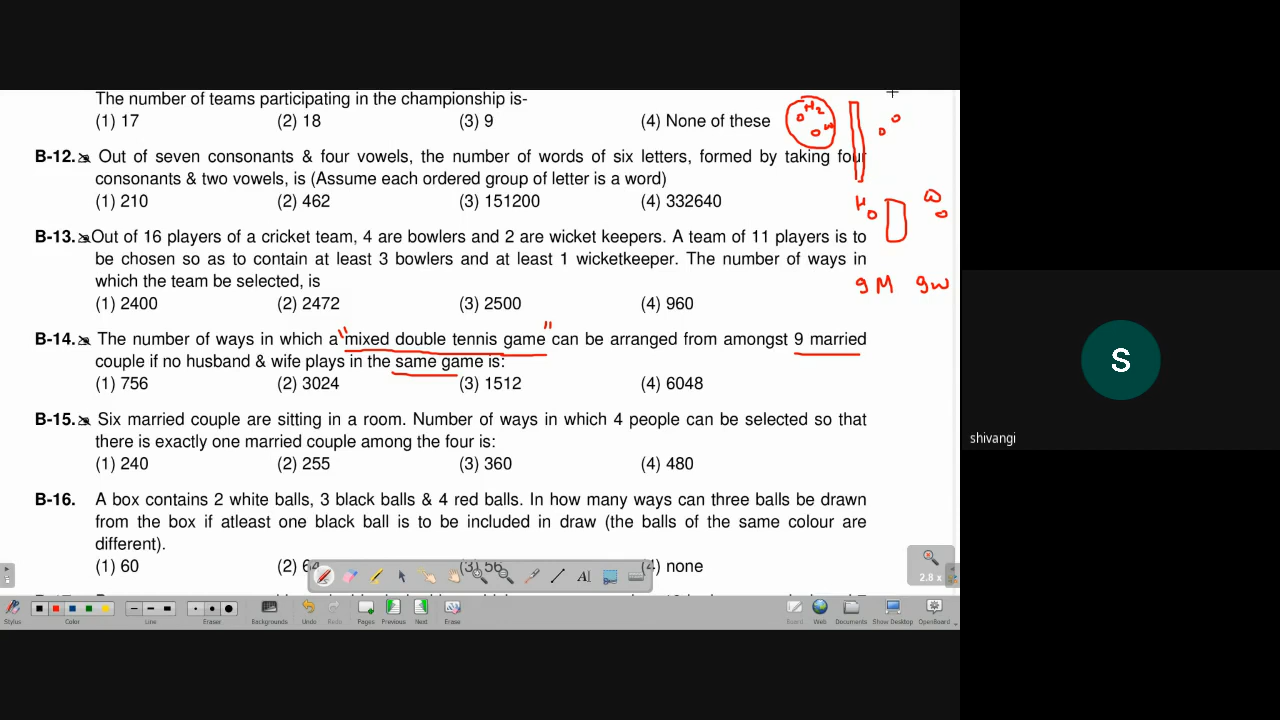 The number of teams participating in the championship is-
(1) 17 (2) 18 (3) 9 (4) None of these
H2
W
B-12. Out of seven consonants & four vowels, the number of words of six letters, formed by taking four
consonants & two vowels, is (Assume each ordered group of letter is a word)
(1) 210 (2) 462 (3) 151200 (4) 332640
H W
B-13. Out of 16 players of a cricket team, 4 are bowlers and 2 are wicket keepers. A team of 11 players is to
be chosen so as to contain at least 3 bowlers and at least 1 wicketkeeper. The number of ways in
which the team be selected, is
9M 9W
(1) 2400 (2) 2472 (3) 2500 (4) 960
B-14. The number of ways in which a "mixed double tennis game" can be arranged from amongst 9 married
couple if no husband & wife plays in the same game is:
(1) 756 (2) 3024 (3) 1512 (4) 6048
B-15. Six married couple are sitting in a room. Number of ways in which 4 people can be selected so that
there is exactly one married couple among the four is:
(1) 240 (2) 255 (3) 360 (4) 480
B-16. A box contains 2 white balls, 3 black balls & 4 red balls. In how many ways can three balls be drawn
from the box if atleast one black ball is to be included in draw (the balls of the same colour are
different).
(1) 60 (2) 64 (3) 56 (4) none
2.8 x
Stylus Color Line Eraser Backgrounds Undo Redo Pages Previous Next Erase Board Web Documents Show Desktop OpenBoard
S
shivangi